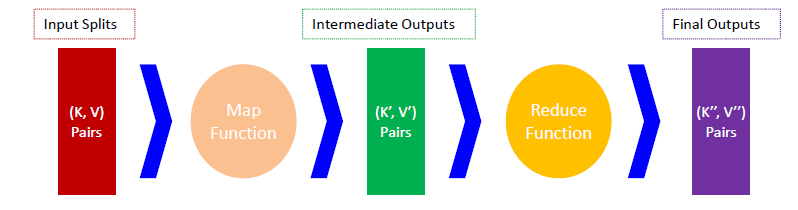 Input Splits
Intermediate Outputs
Final Outputs
(K, V)
Pairs
Map
Function
(K’, V’)
Pairs
Reduce
Function
(K’’, V’’)
Pairs